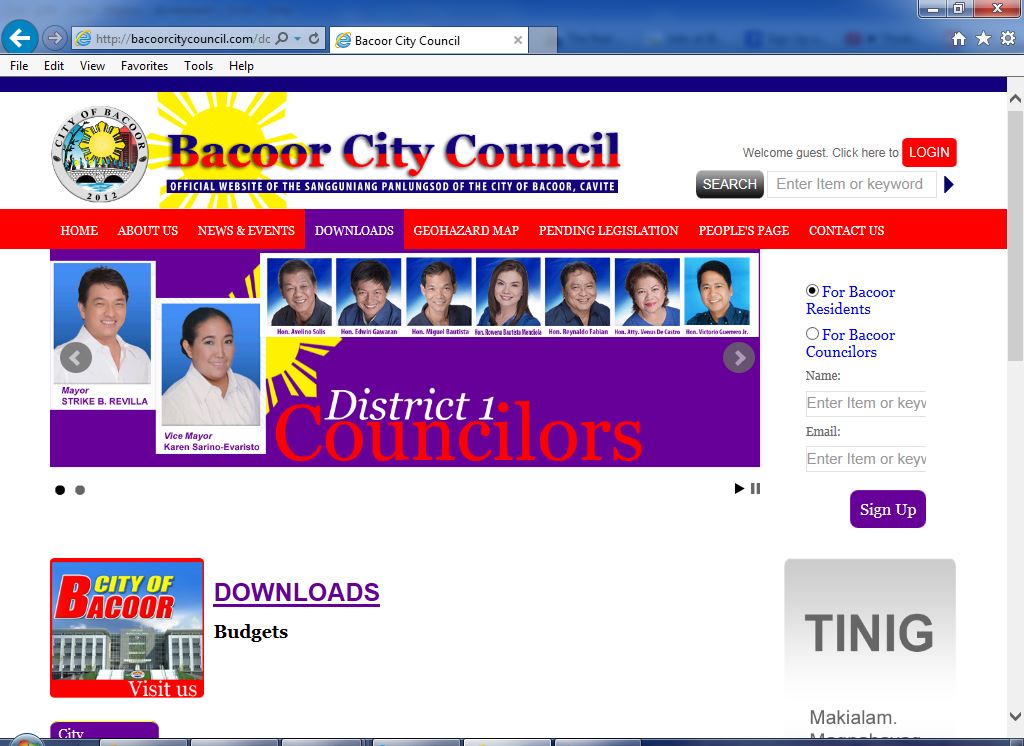 http://bacoorcitycouncil.com/dc
Bacoor City Council
File Edit View Favorites Tools Help
CITY OF BACOOR
2012
Bacoor City Council
OFFICIAL WEBSITE OF THE SANGGUNIANG PANLUNGSOD OF THE CITY OF BACOOR, CAVITE
Welcome guest. Click here to LOGIN
SEARCH Enter Item or keyword
HOME ABOUT US NEWS & EVENTS DOWNLOADS GEOHAZARD MAP PENDING LEGISLATION PEOPLE'S PAGE CONTACT US
Hon. Avelino Solis Hon. Edwin Gawaran Hon. Miguel Bautista Hon. Rowena Bautista Mendiola Hon. Reynaldo Fabian Hon. Atty. Venus De Castro Hon. Victorio Guerrero Jr.
Mayor
STRIKE B. REVILLA
Vice Mayor
Karen Sarino-Evaristo
District 1
Councilors
For Bacoor
Residents
For Bacoor
Councilors
Name:
Enter Item or keyw
Email:
Enter Item or keyw
Sign Up
CITY OF
BACOOR
Visit us
DOWNLOADS
Budgets
City
TINIG
Makialam.